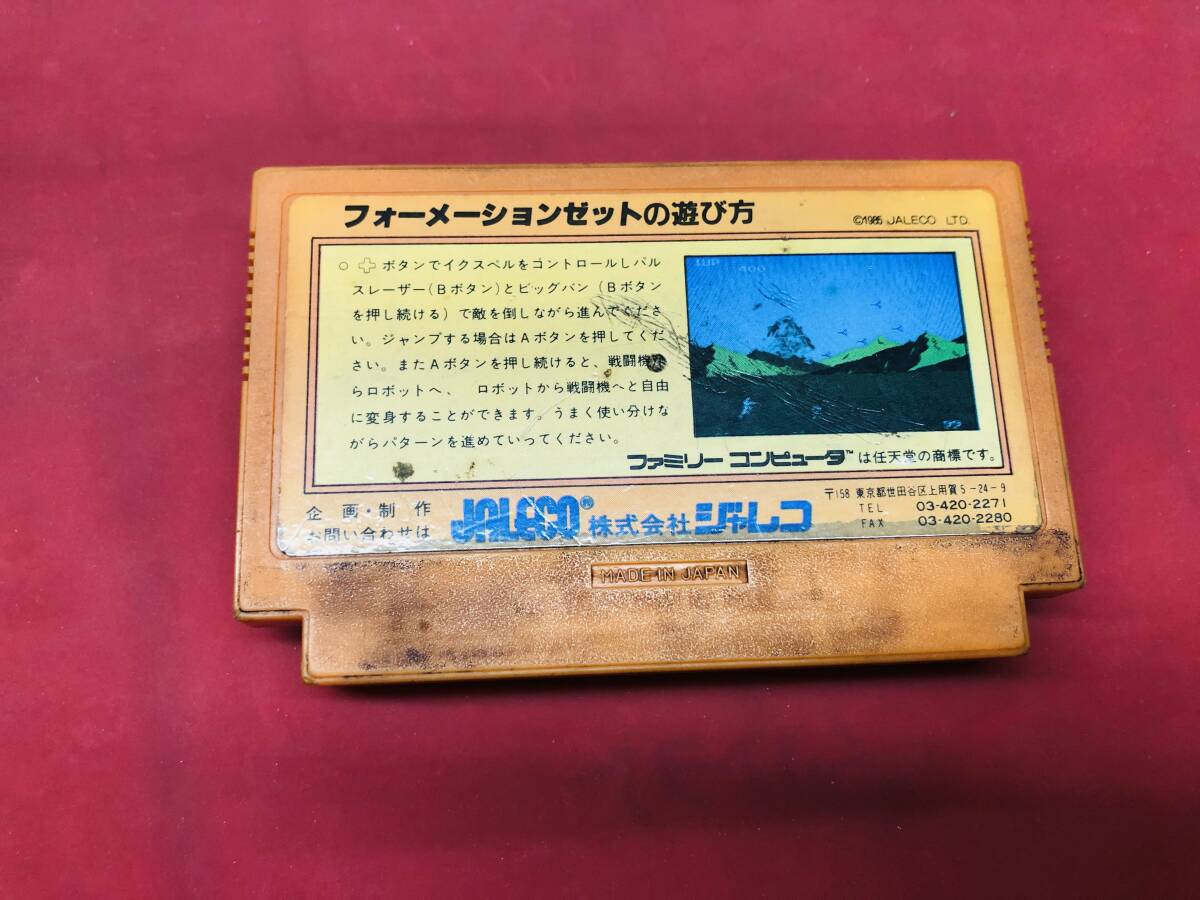 フォーメーションゼットの遊び方
©1985 JALECO LTD.
○ ボタンでイクスペルをコントロールしパル
スレーザー(Bボタン)とビッグバン(Bボタン
を押し続ける)で敵を倒しながら進んでくださ
い。ジャンプする場合はAボタンを押してくだ
さい。またAボタンを押し続けると、戦闘機か
らロボットへ、 ロボットから戦闘機へと自由
に変身することができます。うまく使い分けな
がらパターンを進めていってください。
1UP
400
99
ファミリーコンピュータ™は任天堂の商標です。
企画・制作
お問い合わせは
JALECO® 株式会社ジャレコ
〒158 東京都世田谷区上用賀5-24-9
TEL 03-420-2271
FAX 03-420-2280
MADE IN JAPAN